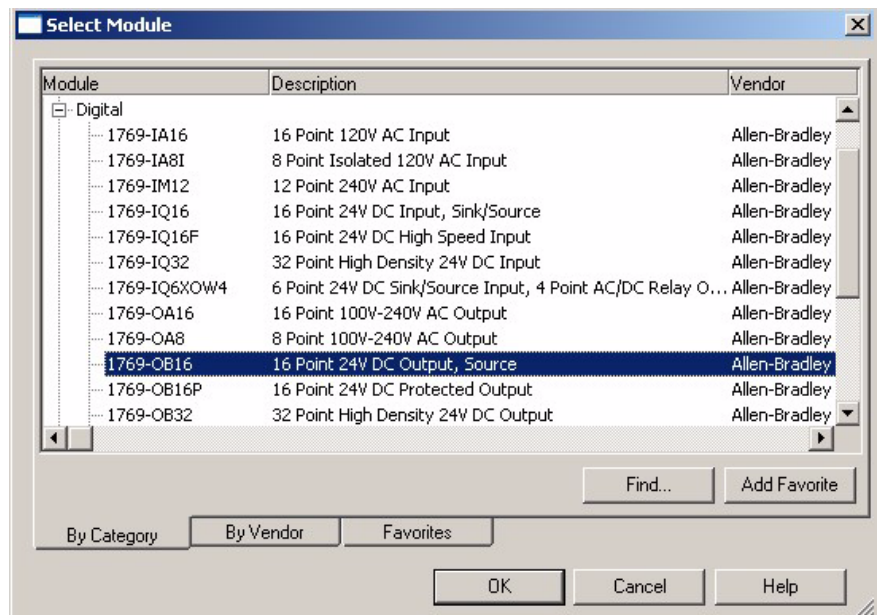 Select Module
Module Description Vendor
Digital
1769-IA16 16 Point 120V AC Input Allen-Bradley
1769-IA8I 8 Point Isolated 120V AC Input Allen-Bradley
1769-IM12 12 Point 240V AC Input Allen-Bradley
1769-IQ16 16 Point 24V DC Input, Sink/Source Allen-Bradley
1769-IQ16F 16 Point 24V DC High Speed Input Allen-Bradley
1769-IQ32 32 Point High Density 24V DC Input Allen-Bradley
1769-IQ6XOW4 6 Point 24V DC Sink/Source Input, 4 Point AC/DC Relay O... Allen-Bradley
1769-OA16 16 Point 100V-240V AC Output Allen-Bradley
1769-OA8 8 Point 100V-240V AC Output Allen-Bradley
1769-OB16 16 Point 24V DC Output, Source Allen-Bradley
1769-OB16P 16 Point 24V DC Protected Output Allen-Bradley
1769-OB32 32 Point High Density 24V DC Output Allen-Bradley
Find... Add Favorite
By Category By Vendor Favorites
OK Cancel Help